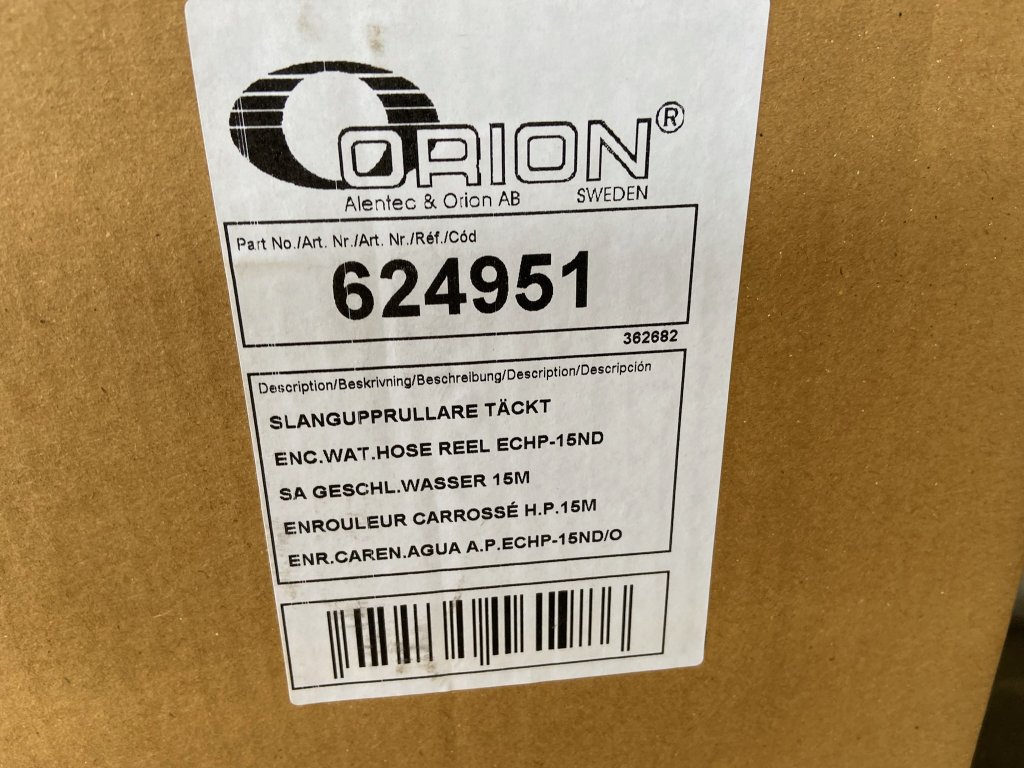 ORION®
Alentec & Orion AB SWEDEN
Part No./Art. Nr./Art. Nr./Réf./Cód
624951
362682
Description/Beskrivning/Beschreibung/Description/Descripción
SLANGUPPRULLARE TÄCKT
ENC.WAT.HOSE REEL ECHP-15ND
SA GESCHL.WASSER 15M
ENROULEUR CARROSSÉ H.P.15M
ENR.CAREN.AGUA A.P.ECHP-15ND/O